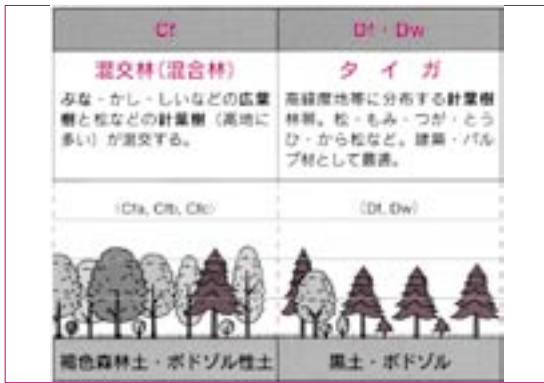 Cf
混交林(混合林)
ぶな・かし・しいなどの広葉
樹と松などの針葉樹(高地に
多い)が混交する。
(Cfa, Cfb, Cfc)
褐色森林土・ポドゾル性土
Df・Dw
タイガ
高緯度地帯に分布する針葉樹
林帯。松・もみ・つが・とう
ひ・から松など。建築・パル
プ材として最適。
(Df, Dw)
黒土・ポドゾル